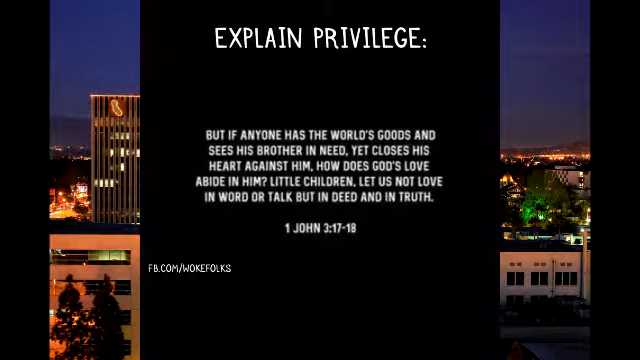 EXPLAIN PRIVILEGE:
BUT IF ANYONE HAS THE WORLD'S GOODS AND
SEES HIS BROTHER IN NEED, YET CLOSES HIS
HEART AGAINST HIM, HOW DOES GOD'S LOVE
ABIDE IN HIM? LITTLE CHILDREN, LET US NOT LOVE
IN WORD OR TALK BUT IN DEED AND IN TRUTH.
1 JOHN 3:17-18
FB.COM/WOKEFOLKS